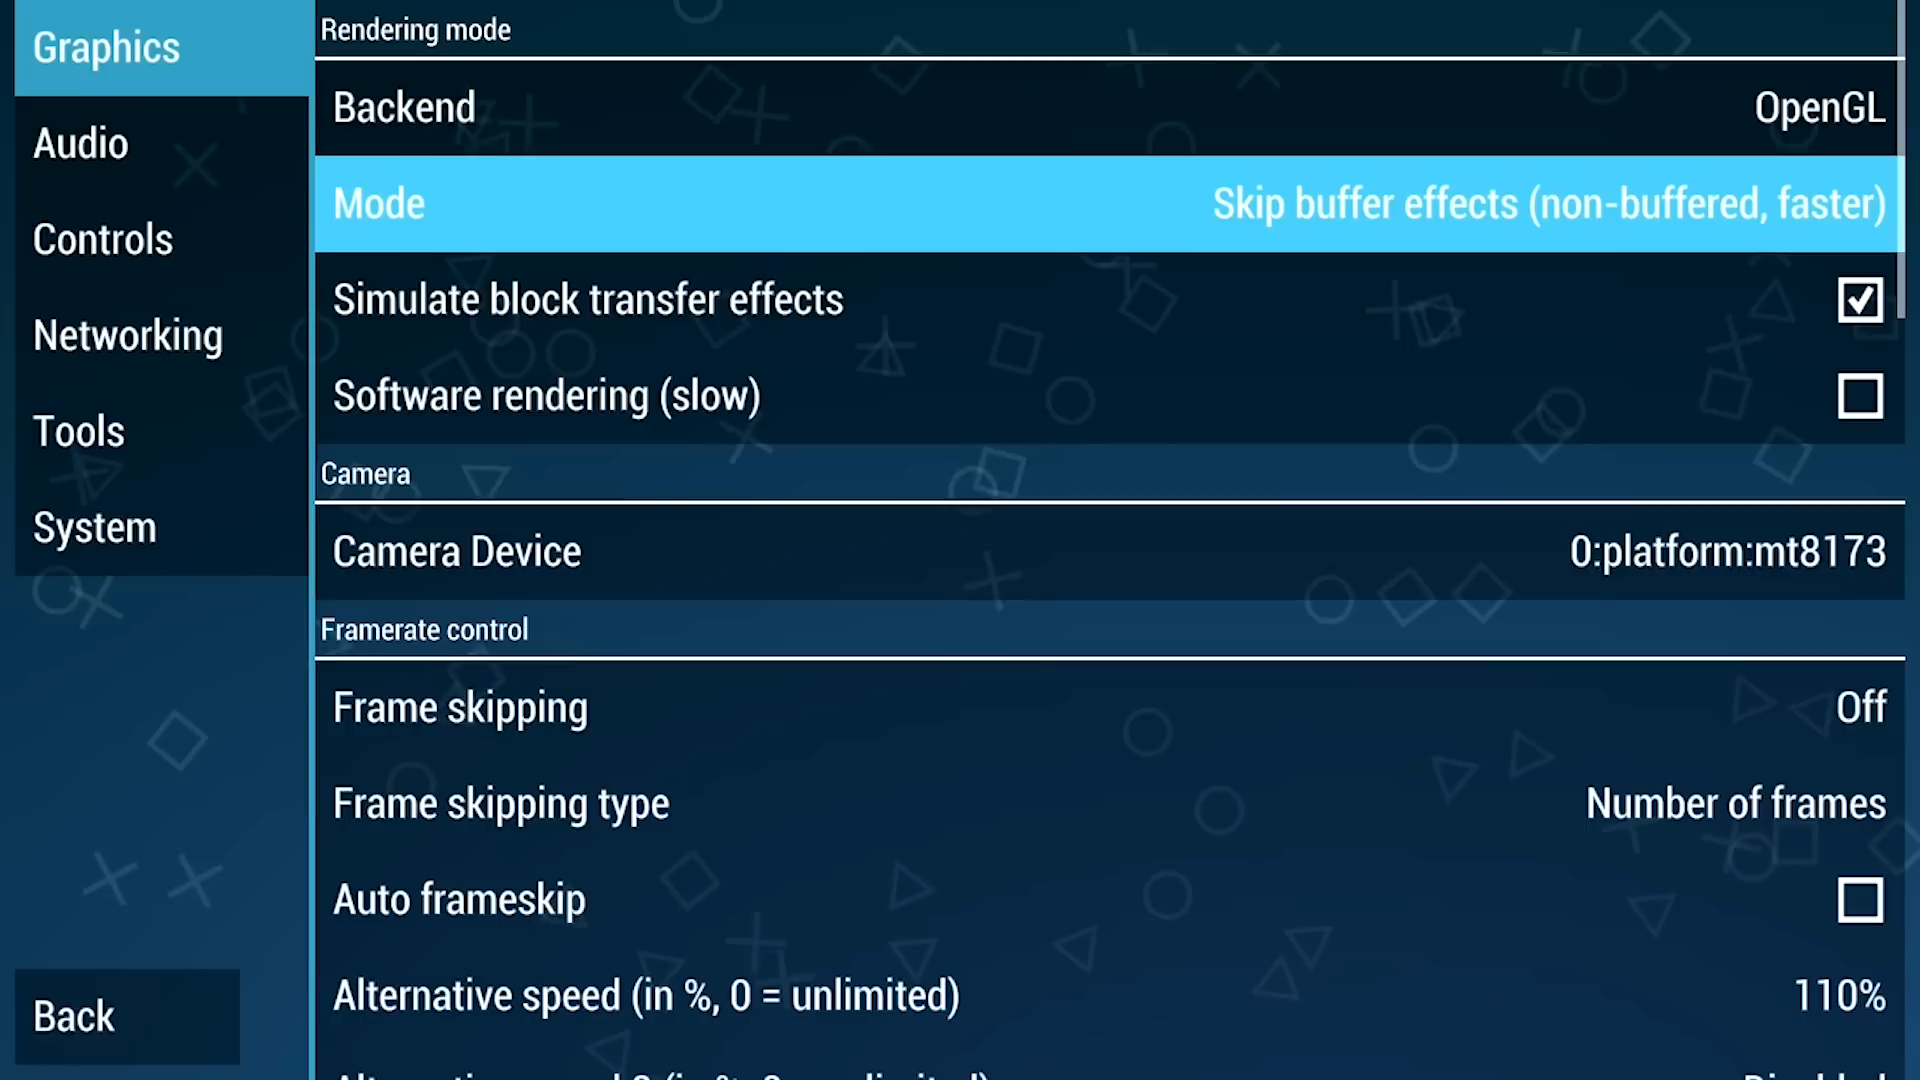 Graphics
Audio
Controls
Networking
Tools
System
Back
Rendering mode
Backend OpenGL
Mode Skip buffer effects (non-buffered, faster)
Simulate block transfer effects
Software rendering (slow)
Camera
Camera Device 0:platform:mt8173
Framerate control
Frame skipping Off
Frame skipping type Number of frames
Auto frameskip
Alternative speed (in %, 0 = unlimited) 110%